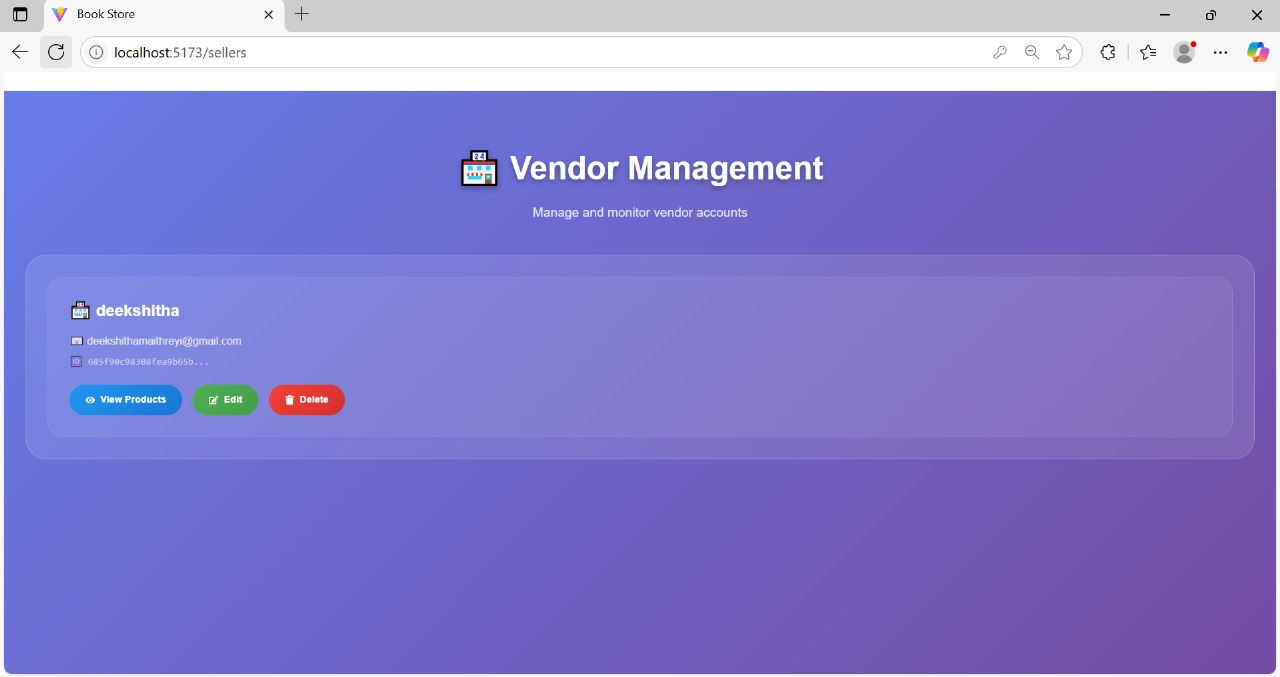 Book Store
localhost:5173/sellers
Vendor Management
Manage and monitor vendor accounts
deekshitha
deekshithamaithreyi@gmail.com
685f90c98308fea9b65b...
View Products
Edit
Delete